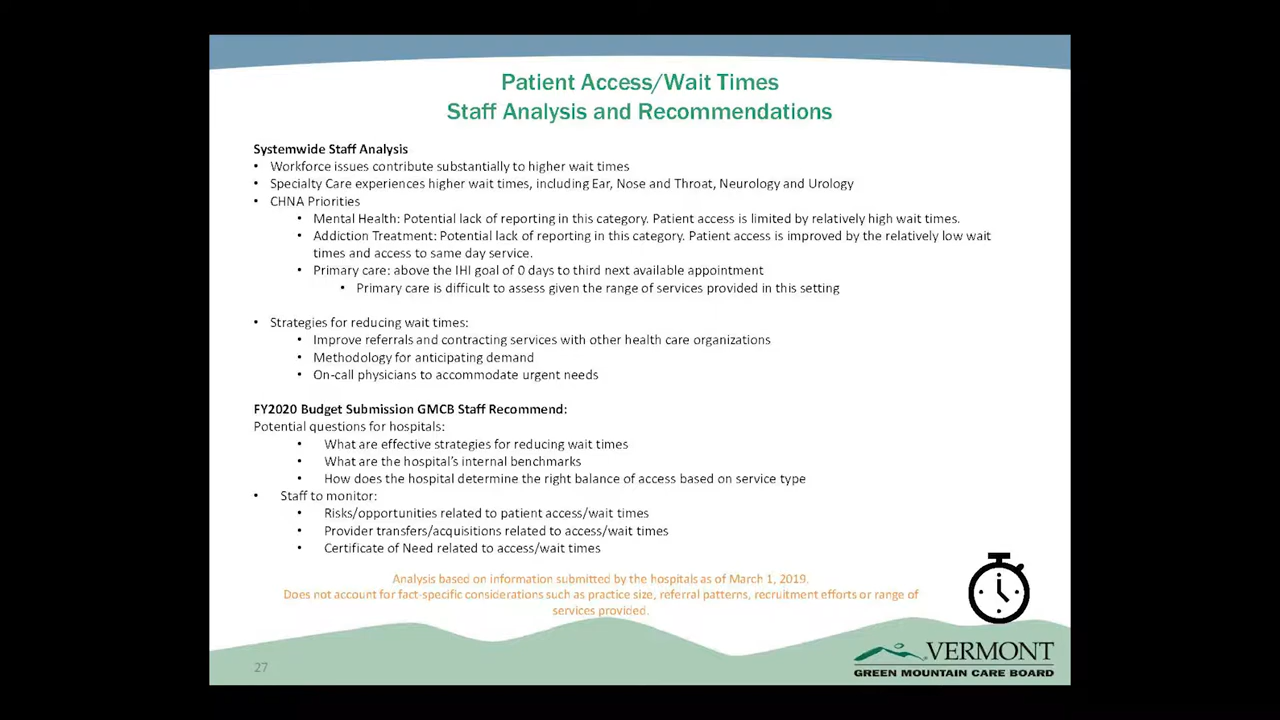 Patient Access/Wait Times
Staff Analysis and Recommendations
Systemwide Staff Analysis
• Workforce issues contribute substantially to higher wait times
• Specialty Care experiences higher wait times, including Ear, Nose and Throat, Neurology and Urology
• CHNA Priorities
• Mental Health: Potential lack of reporting in this category. Patient access is limited by relatively high wait times.
• Addiction Treatment: Potential lack of reporting in this category. Patient access is improved by the relatively low wait
times and access to same day service.
• Primary care: above the IHI goal of 0 days to third next available appointment
• Primary care is difficult to assess given the range of services provided in this setting
• Strategies for reducing wait times:
• Improve referrals and contracting services with other health care organizations
• Methodology for anticipating demand
• On-call physicians to accommodate urgent needs
FY2020 Budget Submission GMCB Staff Recommend:
Potential questions for hospitals:
• What are effective strategies for reducing wait times
• What are the hospital's internal benchmarks
• How does the hospital determine the right balance of access based on service type
• Staff to monitor:
• Risks/opportunities related to patient access/wait times
• Provider transfers/acquisitions related to access/wait times
• Certificate of Need related to access/wait times
Analysis based on information submitted by the hospitals as of March 1, 2019.
Does not account for fact-specific considerations such as practice size, referral patterns, recruitment efforts or range of
services provided.
27
VERMONT
GREEN MOUNTAIN CARE BOARD